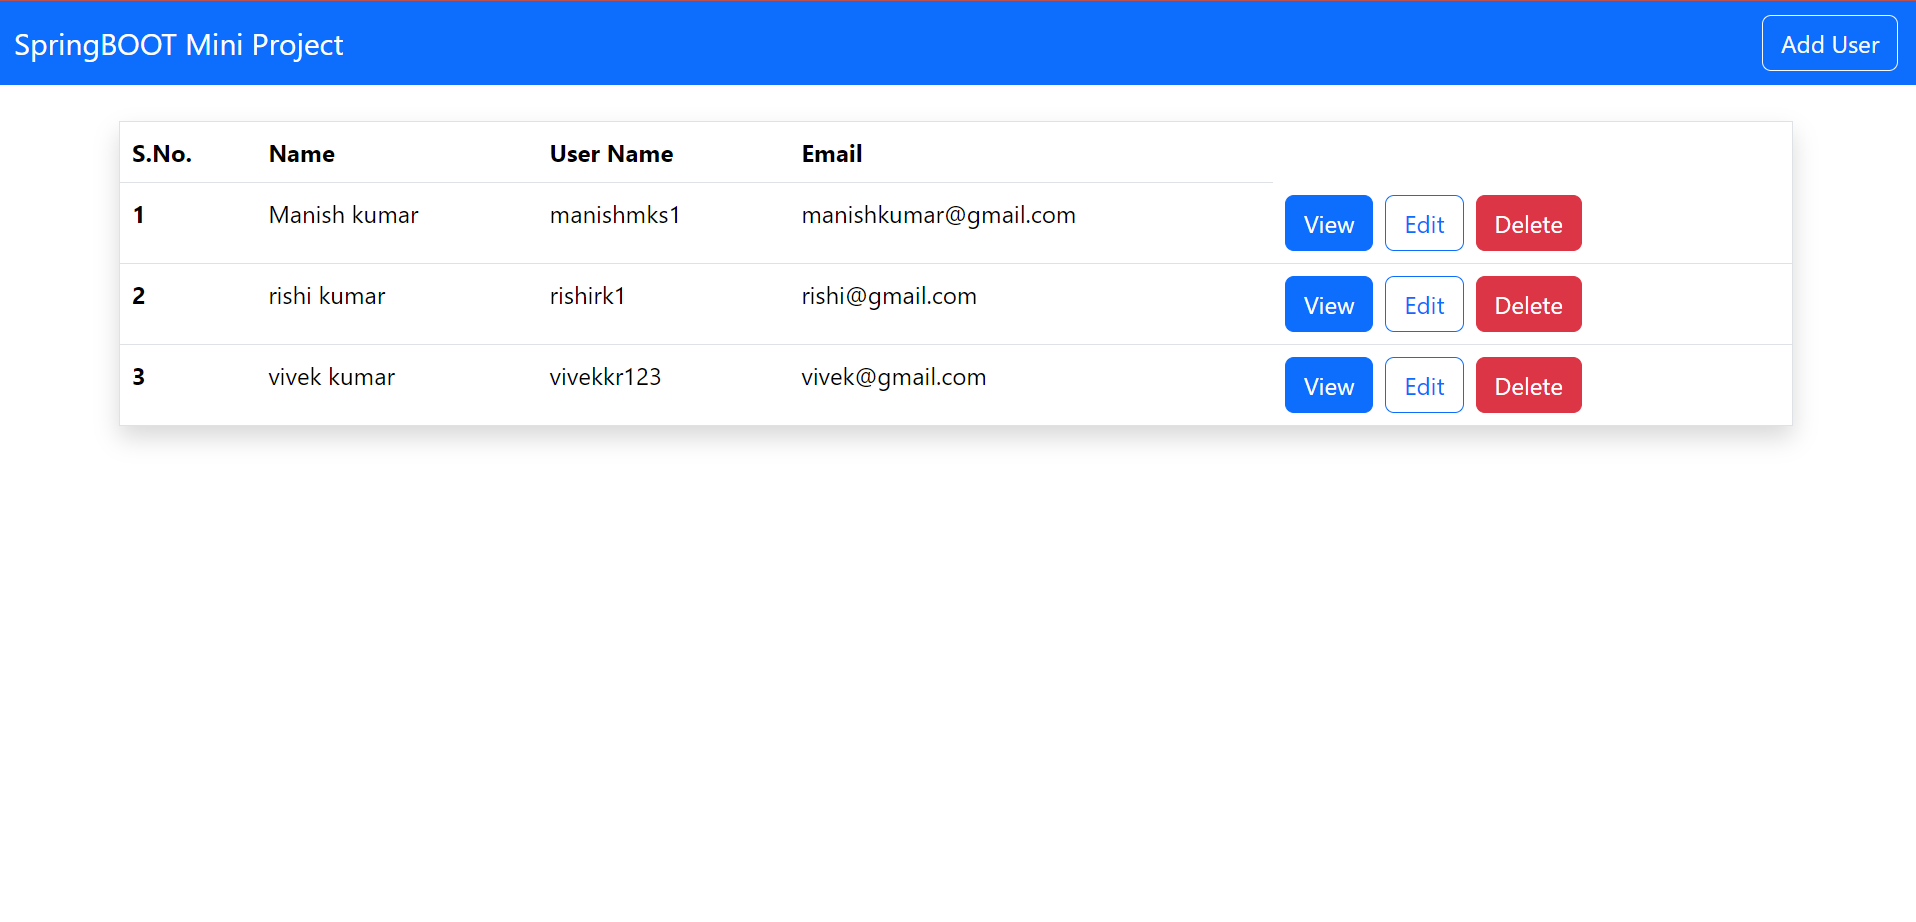 SpringBOOT Mini Project Add User
S.No. Name User Name Email
1 Manish kumar manishmks1 manishkumar@gmail.com View Edit Delete
2 rishi kumar rishirk1 rishi@gmail.com View Edit Delete
3 vivek kumar vivekkr123 vivek@gmail.com View Edit Delete